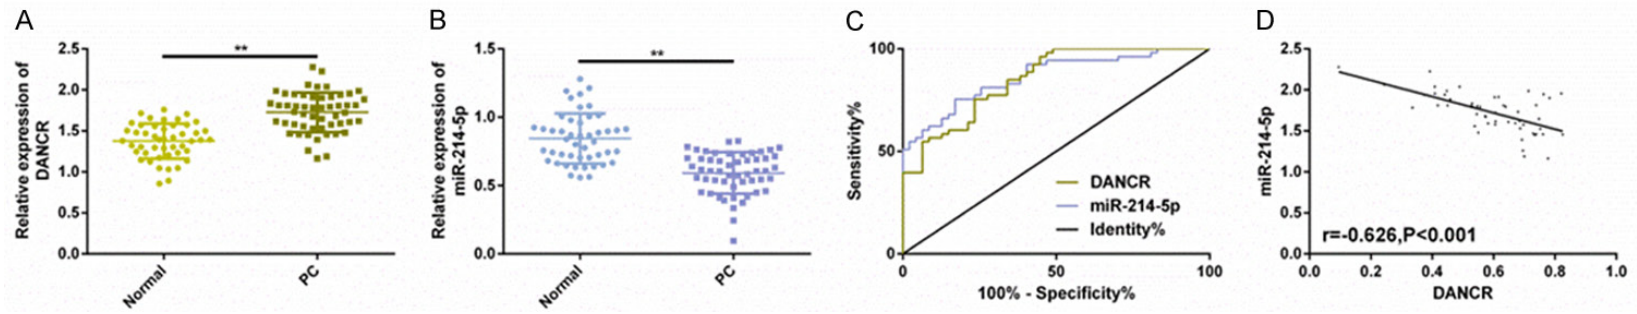 A
Relative expression of
DANCR
2.5
2.0
1.5
1.0
0.5
0.0
**
Normal
PC
B
Relative expression of
miR-214-5p
1.5
1.0
0.5
0.0
**
Normal
PC
C
Sensitivity%
100
50
0
0
50
100
100% - Specificity%
DANCR
miR-214-5p
Identity%
D
miR-214-5p
2.5
2.0
1.5
1.0
0.5
0.0
r=-0.626,P<0.001
0.0
0.2
0.4
0.6
0.8
1.0
DANCR